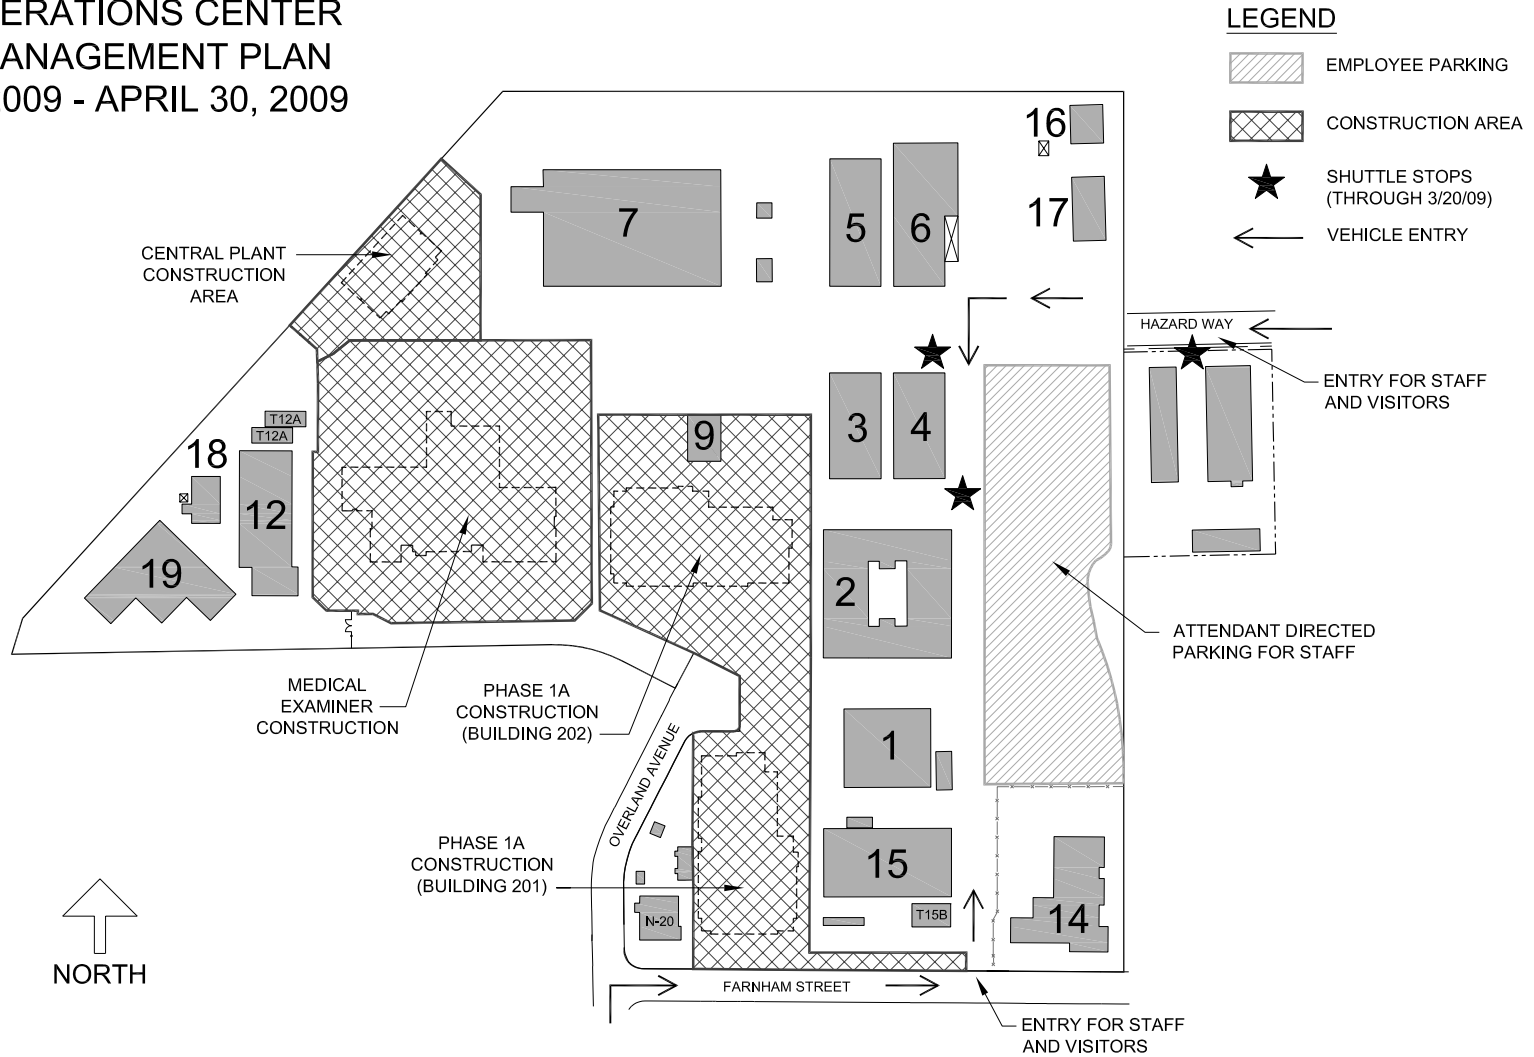 ERATIONS CENTER
ANAGEMENT PLAN
009 - APRIL 30, 2009
LEGEND
EMPLOYEE PARKING
CONSTRUCTION AREA
SHUTTLE STOPS
(THROUGH 3/20/09)
VEHICLE ENTRY
16
17
7
5
6
CENTRAL PLANT
CONSTRUCTION
AREA
HAZARD WAY
ENTRY FOR STAFF
AND VISITORS
T12A
T12A
18
12
19
9
3
4
2
ATTENDANT DIRECTED
PARKING FOR STAFF
MEDICAL
EXAMINER
CONSTRUCTION
PHASE 1A
CONSTRUCTION
(BUILDING 202)
OVERLAND AVENUE
1
PHASE 1A
CONSTRUCTION
(BUILDING 201)
15
N-20
T15B
14
NORTH
FARNHAM STREET
ENTRY FOR STAFF
AND VISITORS